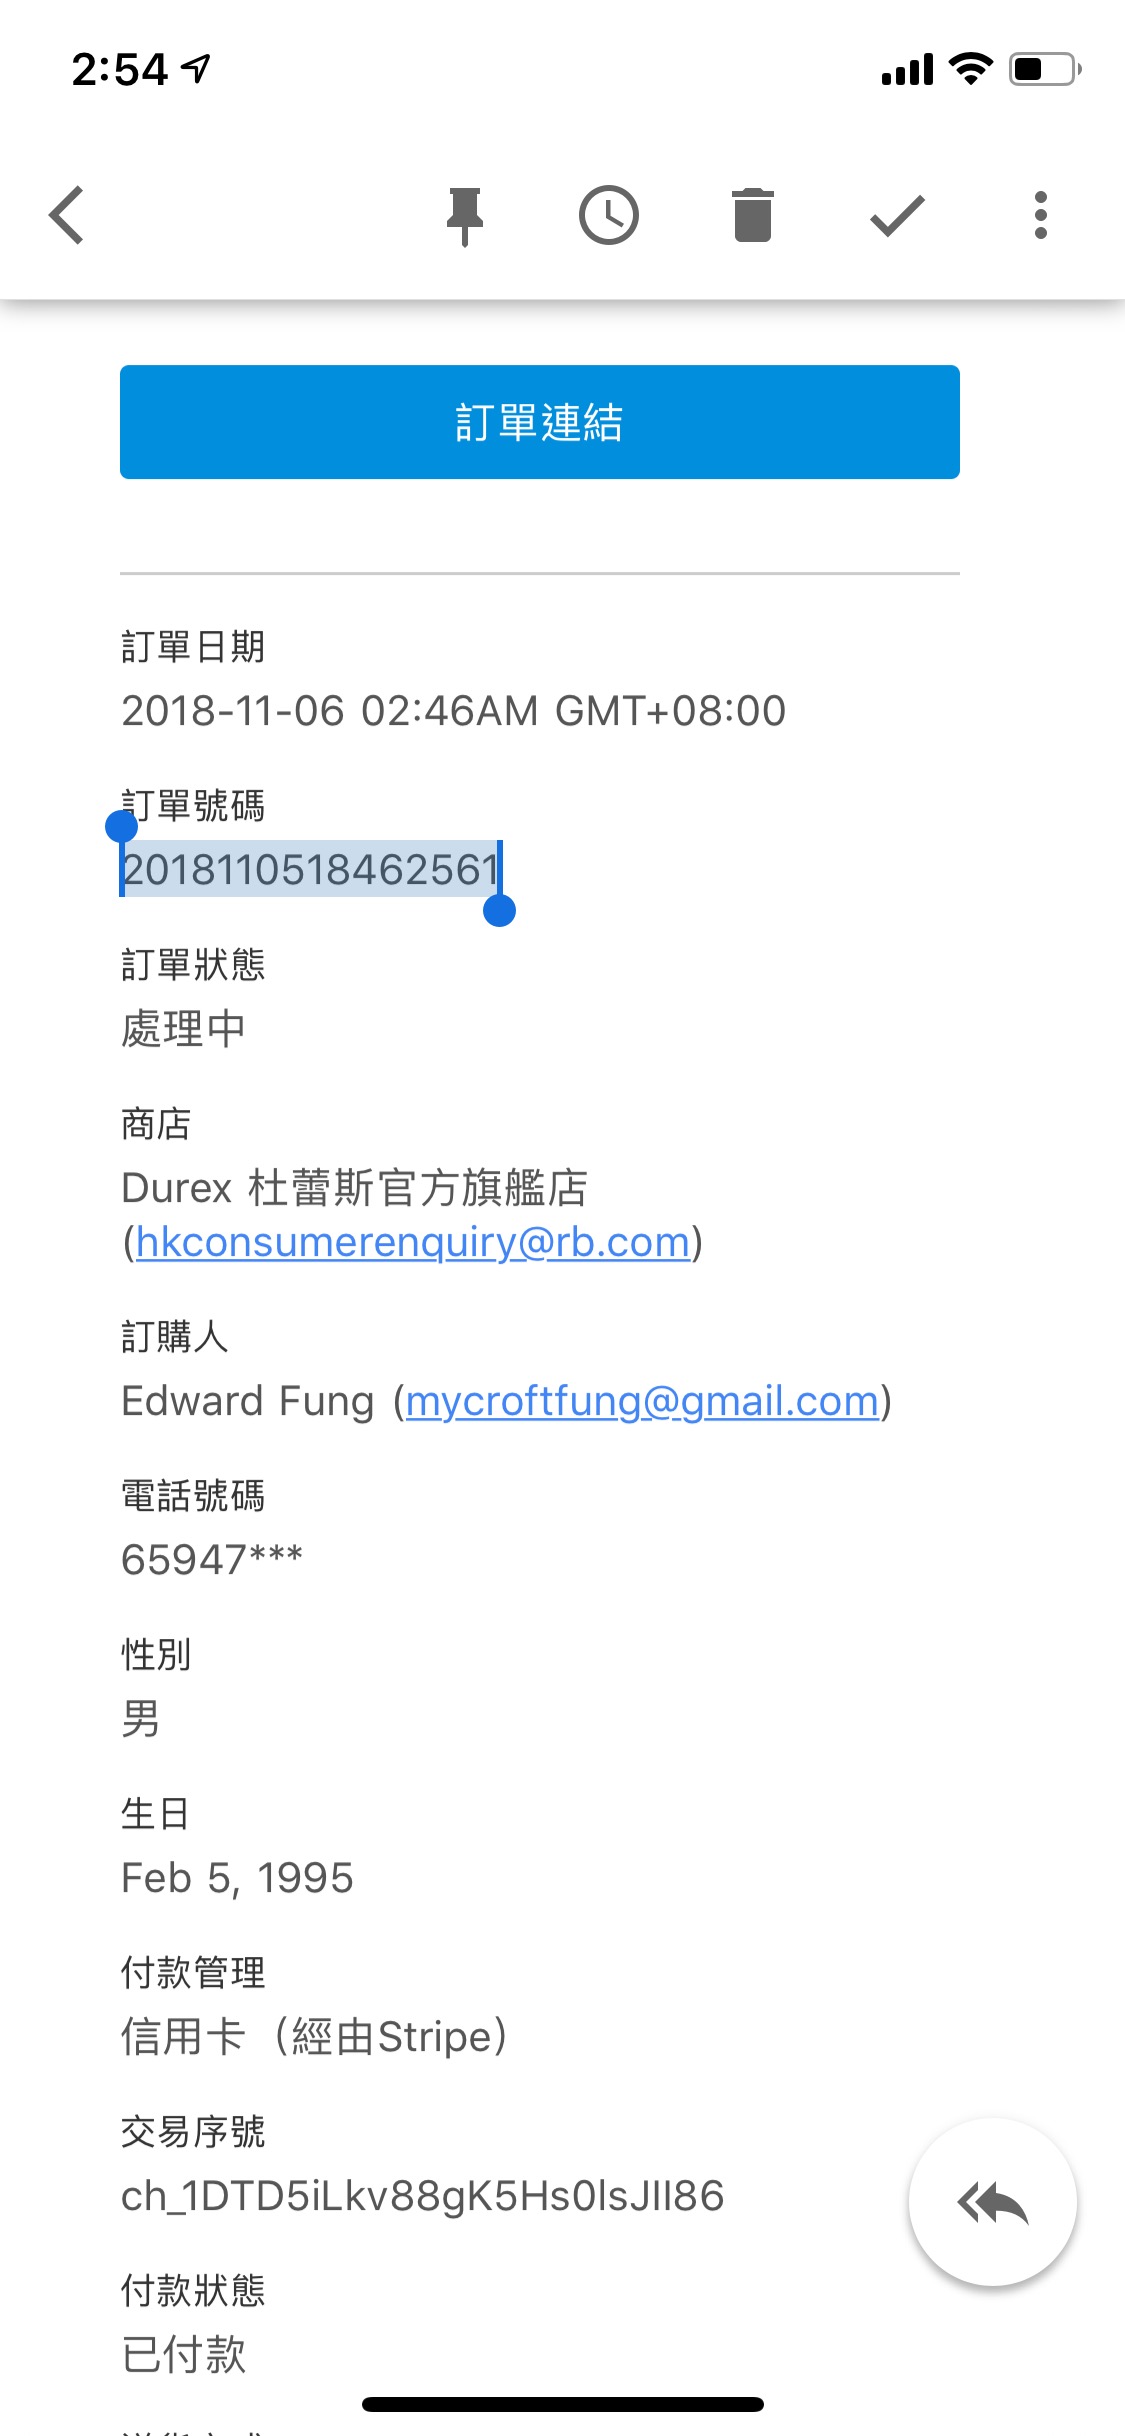 2:54
訂單連結
訂單日期
2018-11-06 02:46AM GMT+08:00
訂單號碼
2018110518462561
訂單狀態
處理中
商店
Durex 杜蕾斯官方旗艦店
(hkconsumerenquiry@rb.com)
訂購人
Edward Fung (mycroftfung@gmail.com)
電話號碼
65947***
性別
男
生日
Feb 5, 1995
付款管理
信用卡（經由Stripe）
交易序號
ch_1DTD5iLkv88gK5Hs0lsJII86
付款狀態
已付款